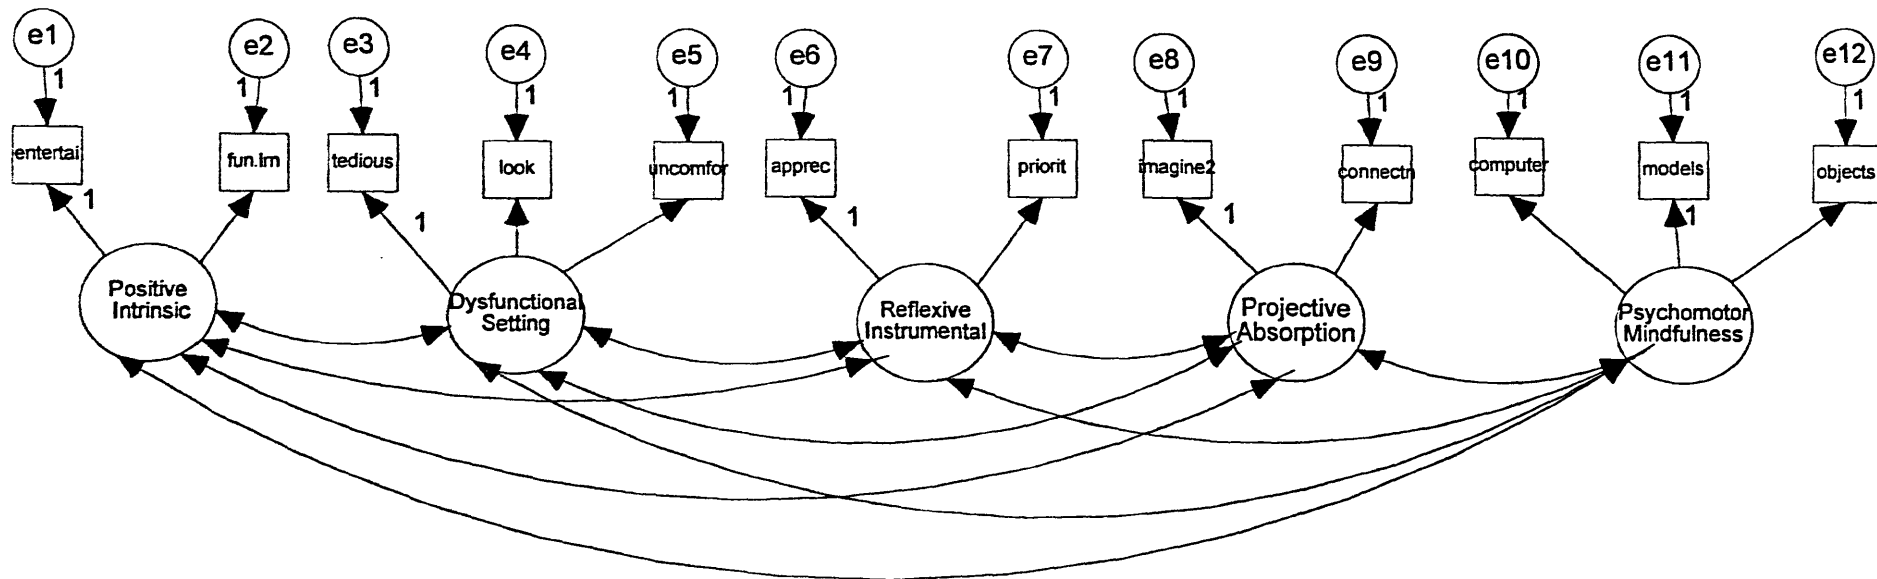 e1
e2
e3
e4
e5
e6
e7
e8
e9
e10
e11
e12
1
1
1
1
1
1
1
1
1
1
1
1
entertai
fun.lrn
tedious
look
uncomfor
apprec
priorit
imagine2
connectn
computer
models
objects
1
1
1
1
1
Positive
Intrinsic
Dysfunctional
Setting
Reflexive
Instrumental
Projective
Absorption
Psychomotor
Mindfulness